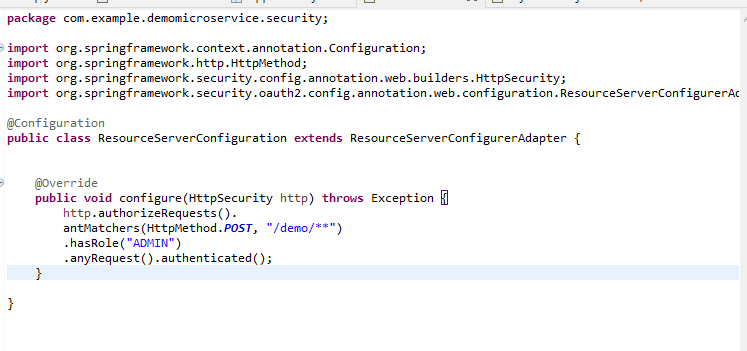 package com.example.demomicroservice.security;
import org.springframework.context.annotation.Configuration;
import org.springframework.http.HttpMethod;
import org.springframework.security.config.annotation.web.builders.HttpSecurity;
import org.springframework.security.oauth2.config.annotation.web.configuration.ResourceServerConfigurerAd
@Configuration
public class ResourceServerConfiguration extends ResourceServerConfigurerAdapter {
@Override
public void configure(HttpSecurity http) throws Exception {
http.authorizeRequests().
antMatchers(HttpMethod.POST, "/demo/**")
.hasRole("ADMIN")
.anyRequest().authenticated();
}
}